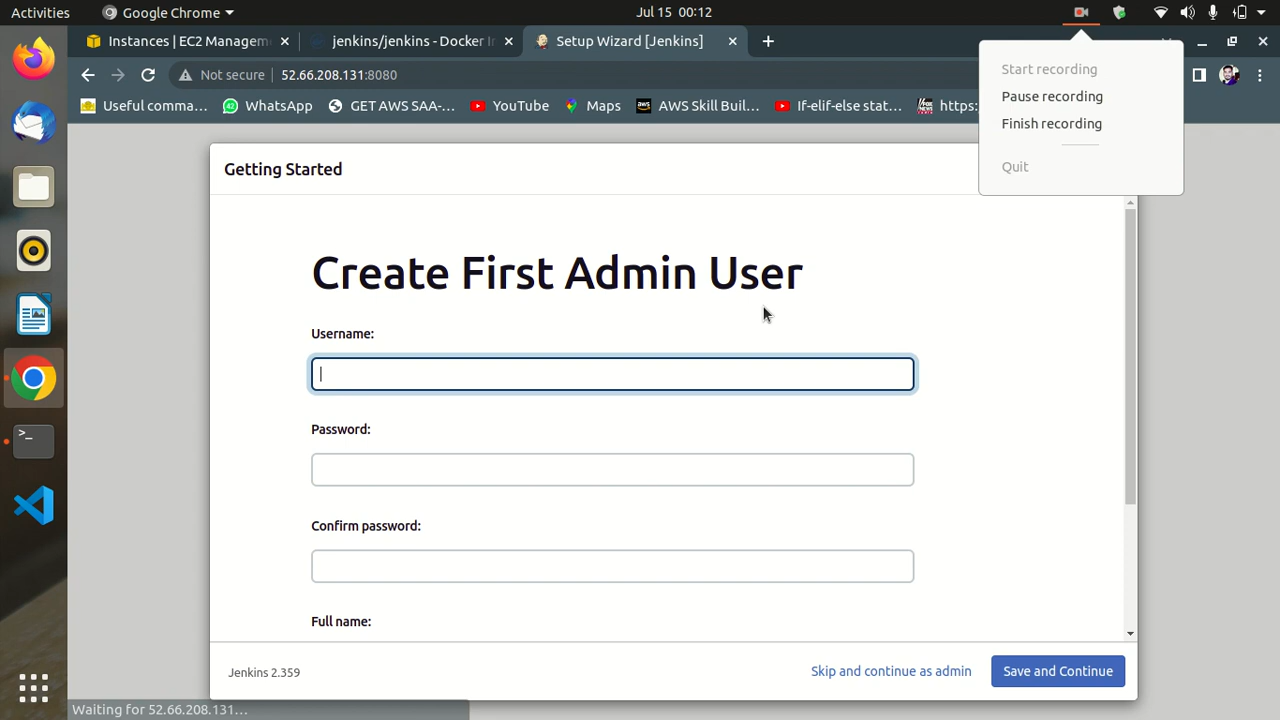 Activities
Google Chrome
Jul 15 00:12
Instances | EC2 Managem
jenkins/jenkins - Docker I
Setup Wizard [Jenkins]
Not secure
52.66.208.131:8080
Useful comma...
WhatsApp
GET AWS SAA-...
YouTube
Maps
AWS Skill Buil...
If-elif-else stat...
https:
Start recording
Pause recording
Finish recording
Quit
Getting Started
Create First Admin User
Username:
Password:
Confirm password:
Full name:
Jenkins 2.359
Skip and continue as admin
Save and Continue
Waiting for 52.66.208.131...